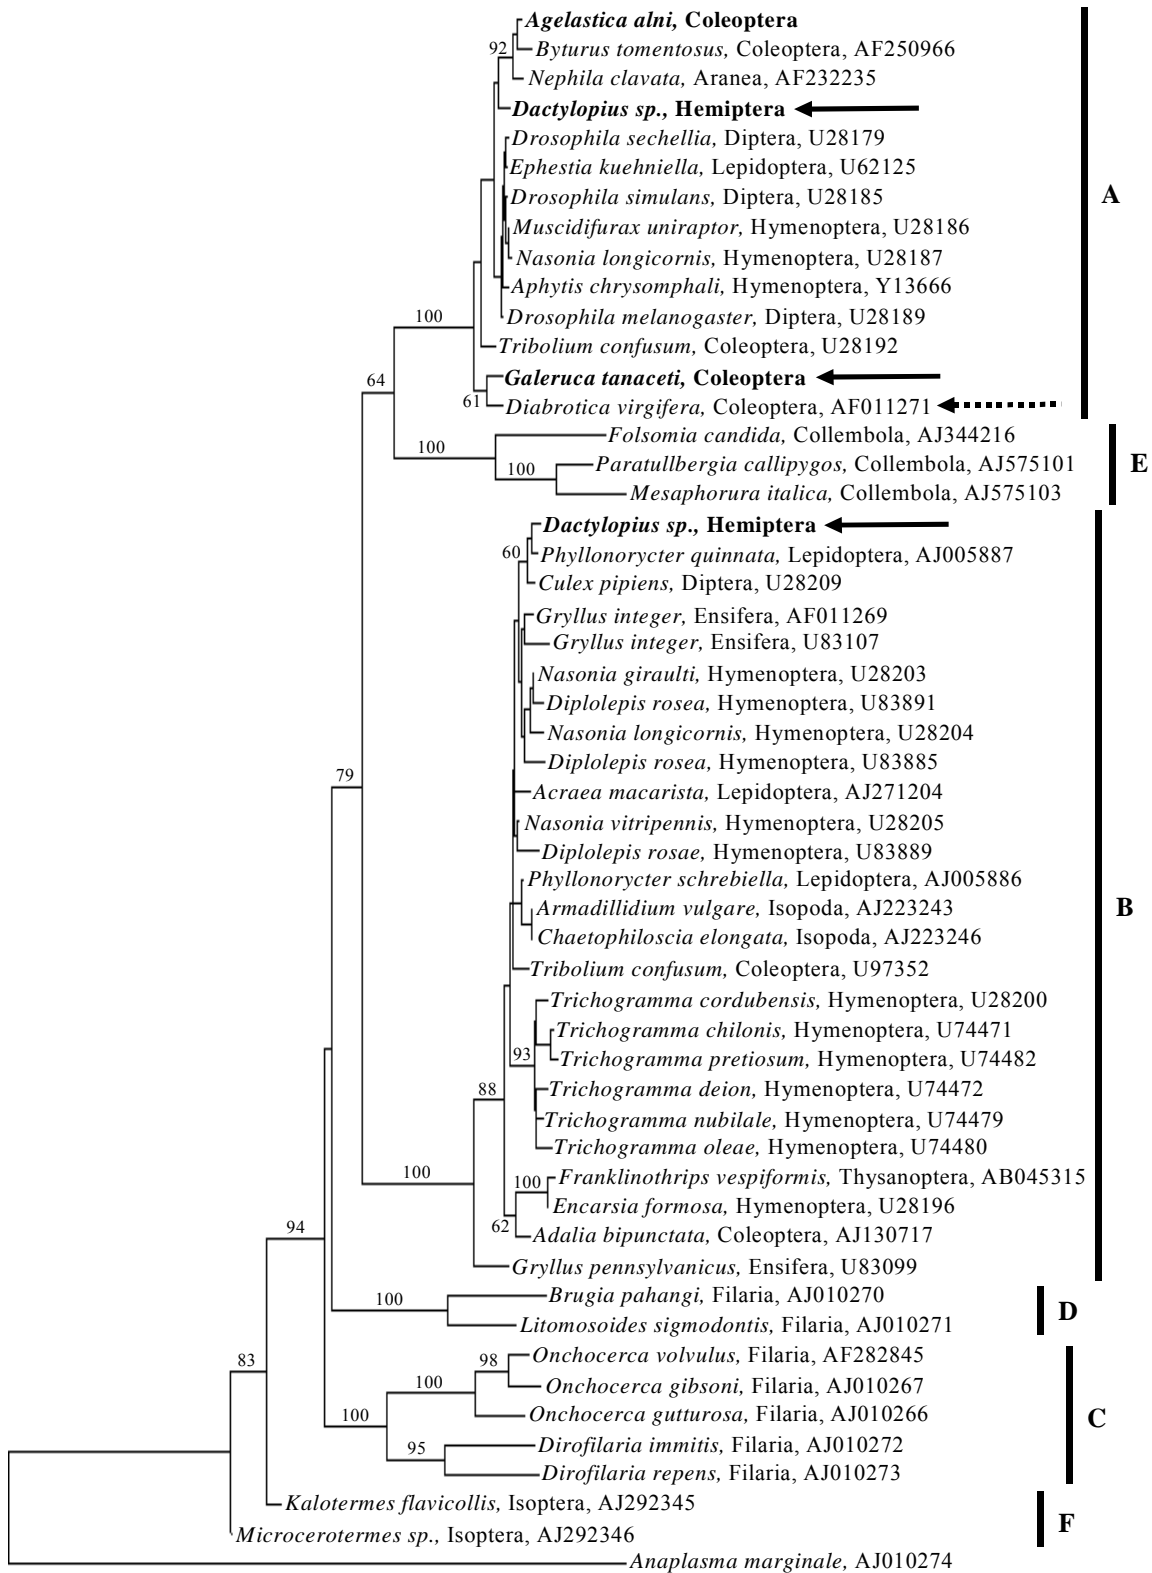 Agelastica alni, Coleoptera
92
Byturus tomentosus, Coleoptera, AF250966
Nephila clavata, Aranea, AF232235
Dactylopius sp., Hemiptera
Drosophila sechellia, Diptera, U28179
Ephestia kuehniella, Lepidoptera, U62125
Drosophila simulans, Diptera, U28185
A
Muscidifurax uniraptor, Hymenoptera, U28186
Nasonia longicornis, Hymenoptera, U28187
Aphytis chrysomphali, Hymenoptera, Y13666
100
Drosophila melanogaster, Diptera, U28189
Tribolium confusum, Coleoptera, U28192
64
Galeruca tanaceti, Coleoptera
61
Diabrotica virgifera, Coleoptera, AF011271
Folsomia candida, Collembola, AJ344216
100
100
Paratullbergia callipygos, Collembola, AJ575101
E
Mesaphorura italica, Collembola, AJ575103
Dactylopius sp., Hemiptera
60
Phyllonorycter quinnata, Lepidoptera, AJ005887
Culex pipiens, Diptera, U28209
Gryllus integer, Ensifera, AF011269
Gryllus integer, Ensifera, U83107
Nasonia giraulti, Hymenoptera, U28203
Diplolepis rosea, Hymenoptera, U83891
Nasonia longicornis, Hymenoptera, U28204
Diplolepis rosea, Hymenoptera, U83885
79
Acraea macarista, Lepidoptera, AJ271204
Nasonia vitripennis, Hymenoptera, U28205
Diplolepis rosae, Hymenoptera, U83889
Phyllonorycter schrebiella, Lepidoptera, AJ005886
Armadillidium vulgare, Isopoda, AJ223243
B
Chaetophiloscia elongata, Isopoda, AJ223246
Tribolium confusum, Coleoptera, U97352
Trichogramma cordubensis, Hymenoptera, U28200
Trichogramma chilonis, Hymenoptera, U74471
93
Trichogramma pretiosum, Hymenoptera, U74482
88
Trichogramma deion, Hymenoptera, U74472
Trichogramma nubilale, Hymenoptera, U74479
Trichogramma oleae, Hymenoptera, U74480
100
100
Franklinothrips vespiformis, Thysanoptera, AB045315
Encarsia formosa, Hymenoptera, U28196
94
62
Adalia bipunctata, Coleoptera, AJ130717
Gryllus pennsylvanicus, Ensifera, U83099
100
Brugia pahangi, Filaria, AJ010270
D
Litomosoides sigmodontis, Filaria, AJ010271
83
98
Onchocerca volvulus, Filaria, AF282845
100
Onchocerca gibsoni, Filaria, AJ010267
100
Onchocerca gutturosa, Filaria, AJ010266
C
95
Dirofilaria immitis, Filaria, AJ010272
Dirofilaria repens, Filaria, AJ010273
Kalotermes flavicollis, Isoptera, AJ292345
F
Microcerotermes sp., Isoptera, AJ292346
Anaplasma marginale, AJ010274